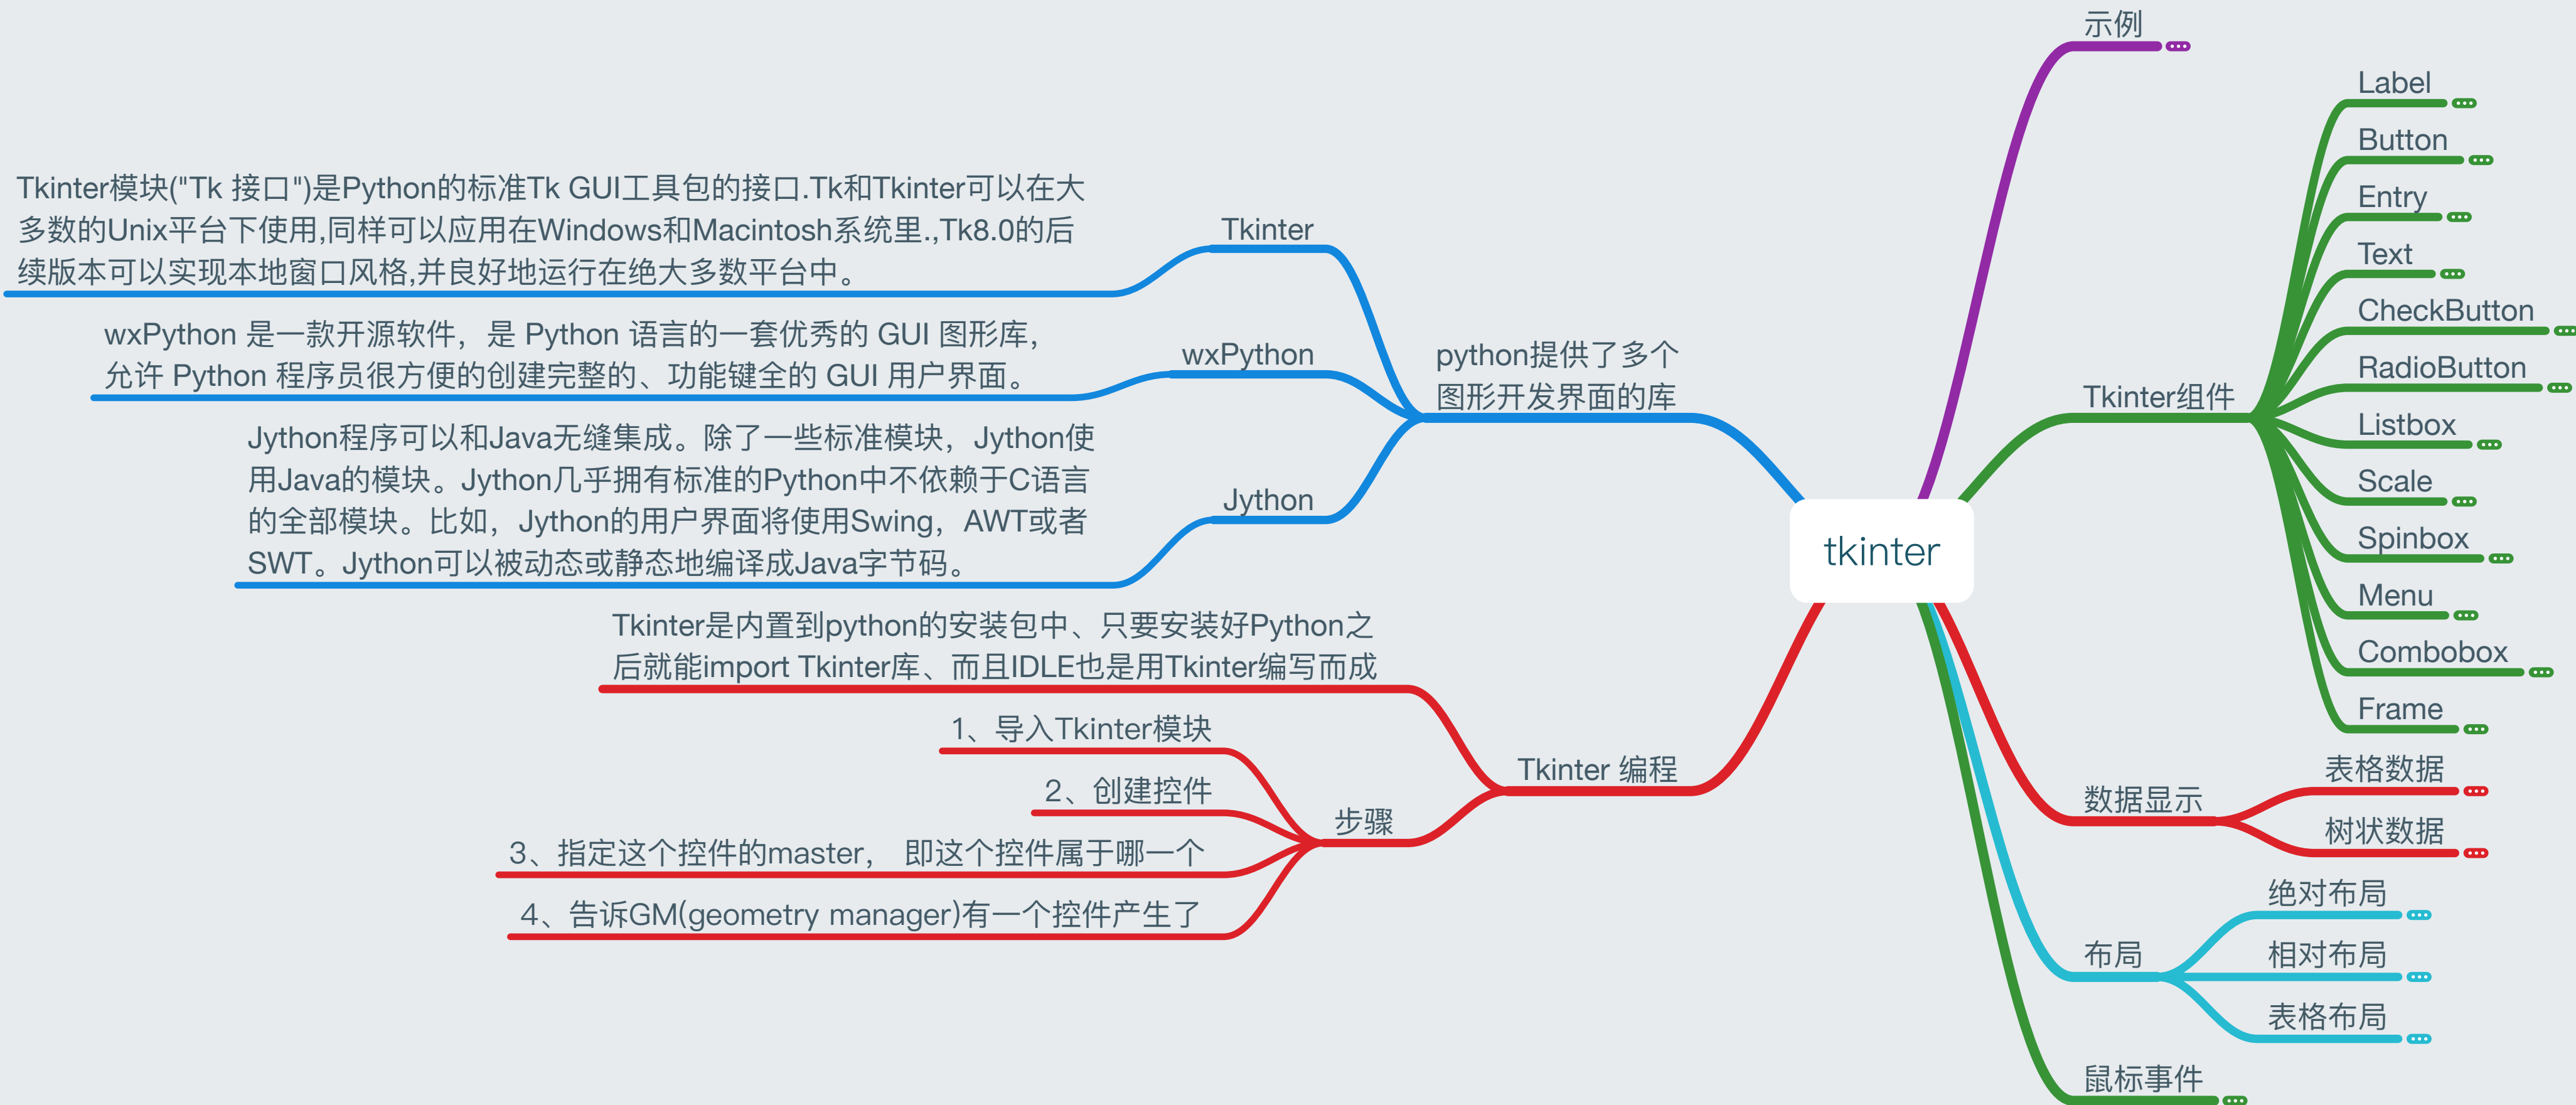 示例
Label
Button
Entry
Text
CheckButton
RadioButton
Listbox
Scale
Spinbox
Menu
Combobox
Frame
Tkinter组件
Tkinter模块("Tk 接口")是Python的标准Tk GUI工具包的接口.Tk和Tkinter可以在大
多数的Unix平台下使用,同样可以应用在Windows和Macintosh系统里.,Tk8.0的后
续版本可以实现本地窗口风格,并良好地运行在绝大多数平台中。
Tkinter
wxPython 是一款开源软件，是 Python 语言的一套优秀的 GUI 图形库，
允许 Python 程序员很方便的创建完整的、功能键全的 GUI 用户界面。
wxPython
python提供了多个
图形开发界面的库
Jython程序可以和Java无缝集成。除了一些标准模块，Jython使
用Java的模块。Jython几乎拥有标准的Python中不依赖于C语言
的全部模块。比如，Jython的用户界面将使用Swing，AWT或者
SWT。Jython可以被动态或静态地编译成Java字节码。
Jython
tkinter
Tkinter是内置到python的安装包中、只要安装好Python之
后就能import Tkinter库、而且IDLE也是用Tkinter编写而成
Tkinter 编程
1、导入Tkinter模块
2、创建控件
3、指定这个控件的master， 即这个控件属于哪一个
4、告诉GM(geometry manager)有一个控件产生了
步骤
数据显示
表格数据
树状数据
布局
绝对布局
相对布局
表格布局
鼠标事件